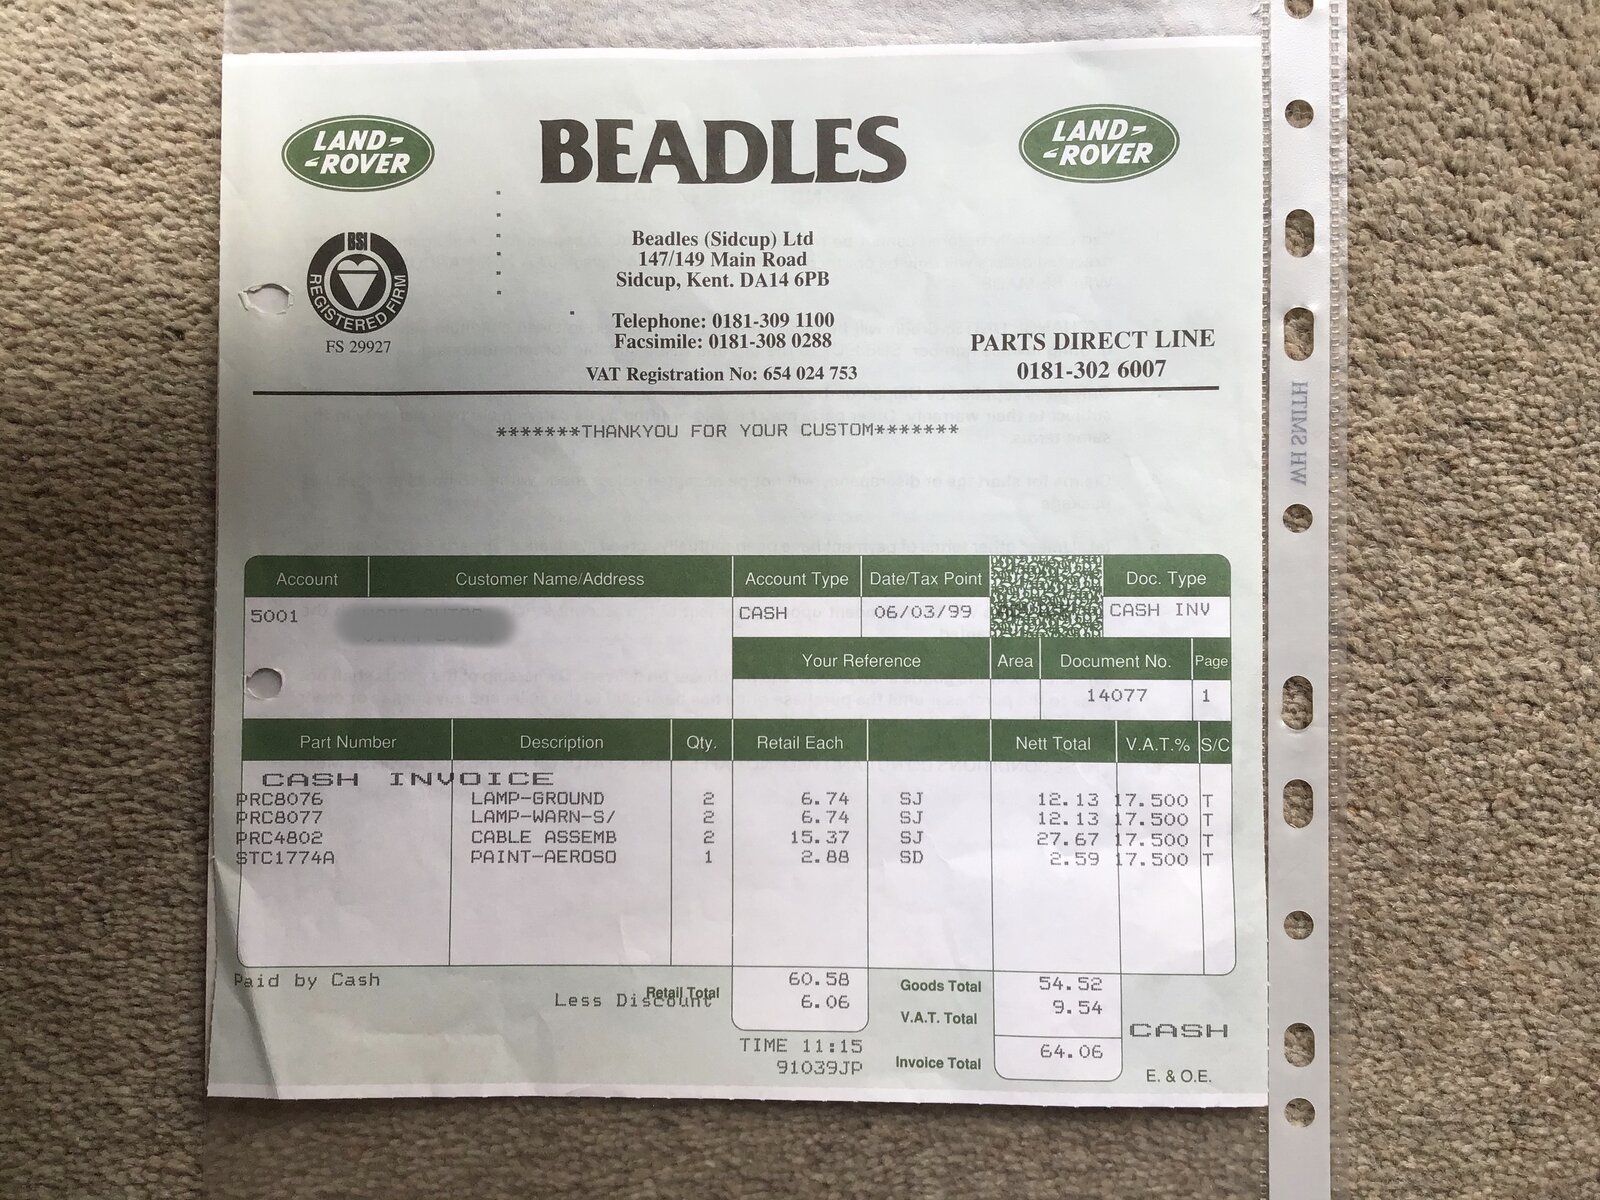 LAND-
-ROVER
BEADLES
LAND-
-ROVER
BSI
REGISTERED FIRM
FS 29927
Beadles (Sidcup) Ltd
147/149 Main Road
Sidcup, Kent. DA14 6PB
Telephone: 0181-309 1100
Facsimile: 0181-308 0288
VAT Registration No: 654 024 753
PARTS DIRECT LINE
0181-302 6007
WH SMITH
*******THANKYOU FOR YOUR CUSTOM*******
Account Customer Name/Address Account Type Date/Tax Point Doc. Type
5001 CASH 06/03/99 CASH INV
Your Reference Area Document No. Page
14077 1
Part Number Description Qty. Retail Each Nett Total V.A.T.% S/C
CASH INVOICE
PRC8076 LAMP-GROUND 2 6.74 SJ 12.13 17.500 T
PRC8077 LAMP-WARN-S/ 2 6.74 SJ 12.13 17.500 T
PRC4802 CABLE ASSEMB 2 15.37 SJ 27.67 17.500 T
STC1774A PAINT-AEROSO 1 2.88 SD 2.59 17.500 T
Paid by Cash
Retail Total 60.58 Goods Total 54.52
Less Discount 6.06 V.A.T. Total 9.54
CASH
TIME 11:15
91039JP
Invoice Total 64.06
E. & O.E.